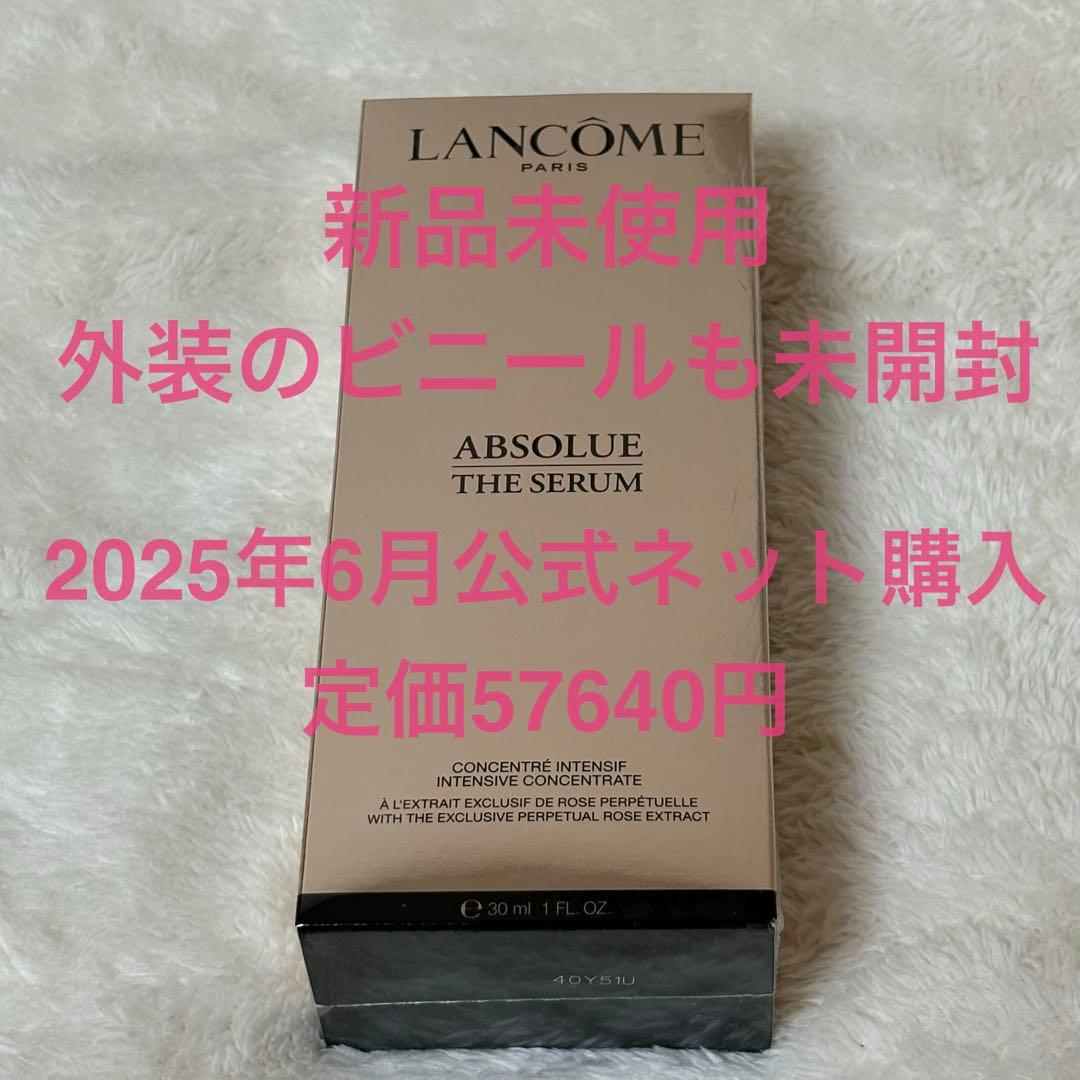 LANCÔME
PARIS
新品未使用
外装のビニールも未開封
ABSOLUE
THE SERUM
2025年6月公式ネット購入
定価57640円
CONCENTRÉ INTENSIF
INTENSIVE CONCENTRATE
À L'EXTRAIT EXCLUSIF DE ROSE PERPÉTUELLE
WITH THE EXCLUSIVE PERPETUAL ROSE EXTRACT
℮ 30 ml 1 FL. OZ.
40Y51U